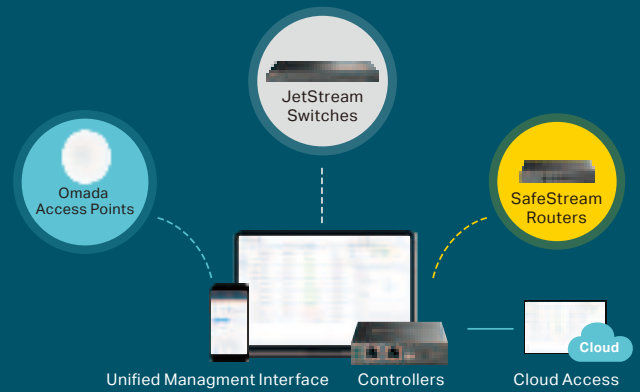 JetStream
Switches
Omada
Access Points
SafeStream
Routers
Cloud
Unified Managment Interface
Controllers
Cloud Access